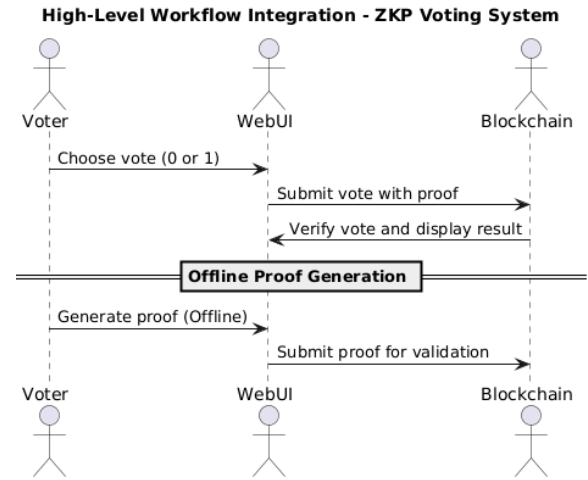 High-Level Workflow Integration - ZKP Voting System
Voter WebUI Blockchain
Choose vote (0 or 1)
Submit vote with proof
Verify vote and display result
Offline Proof Generation
Generate proof (Offline)
Submit proof for validation
Voter WebUI Blockchain